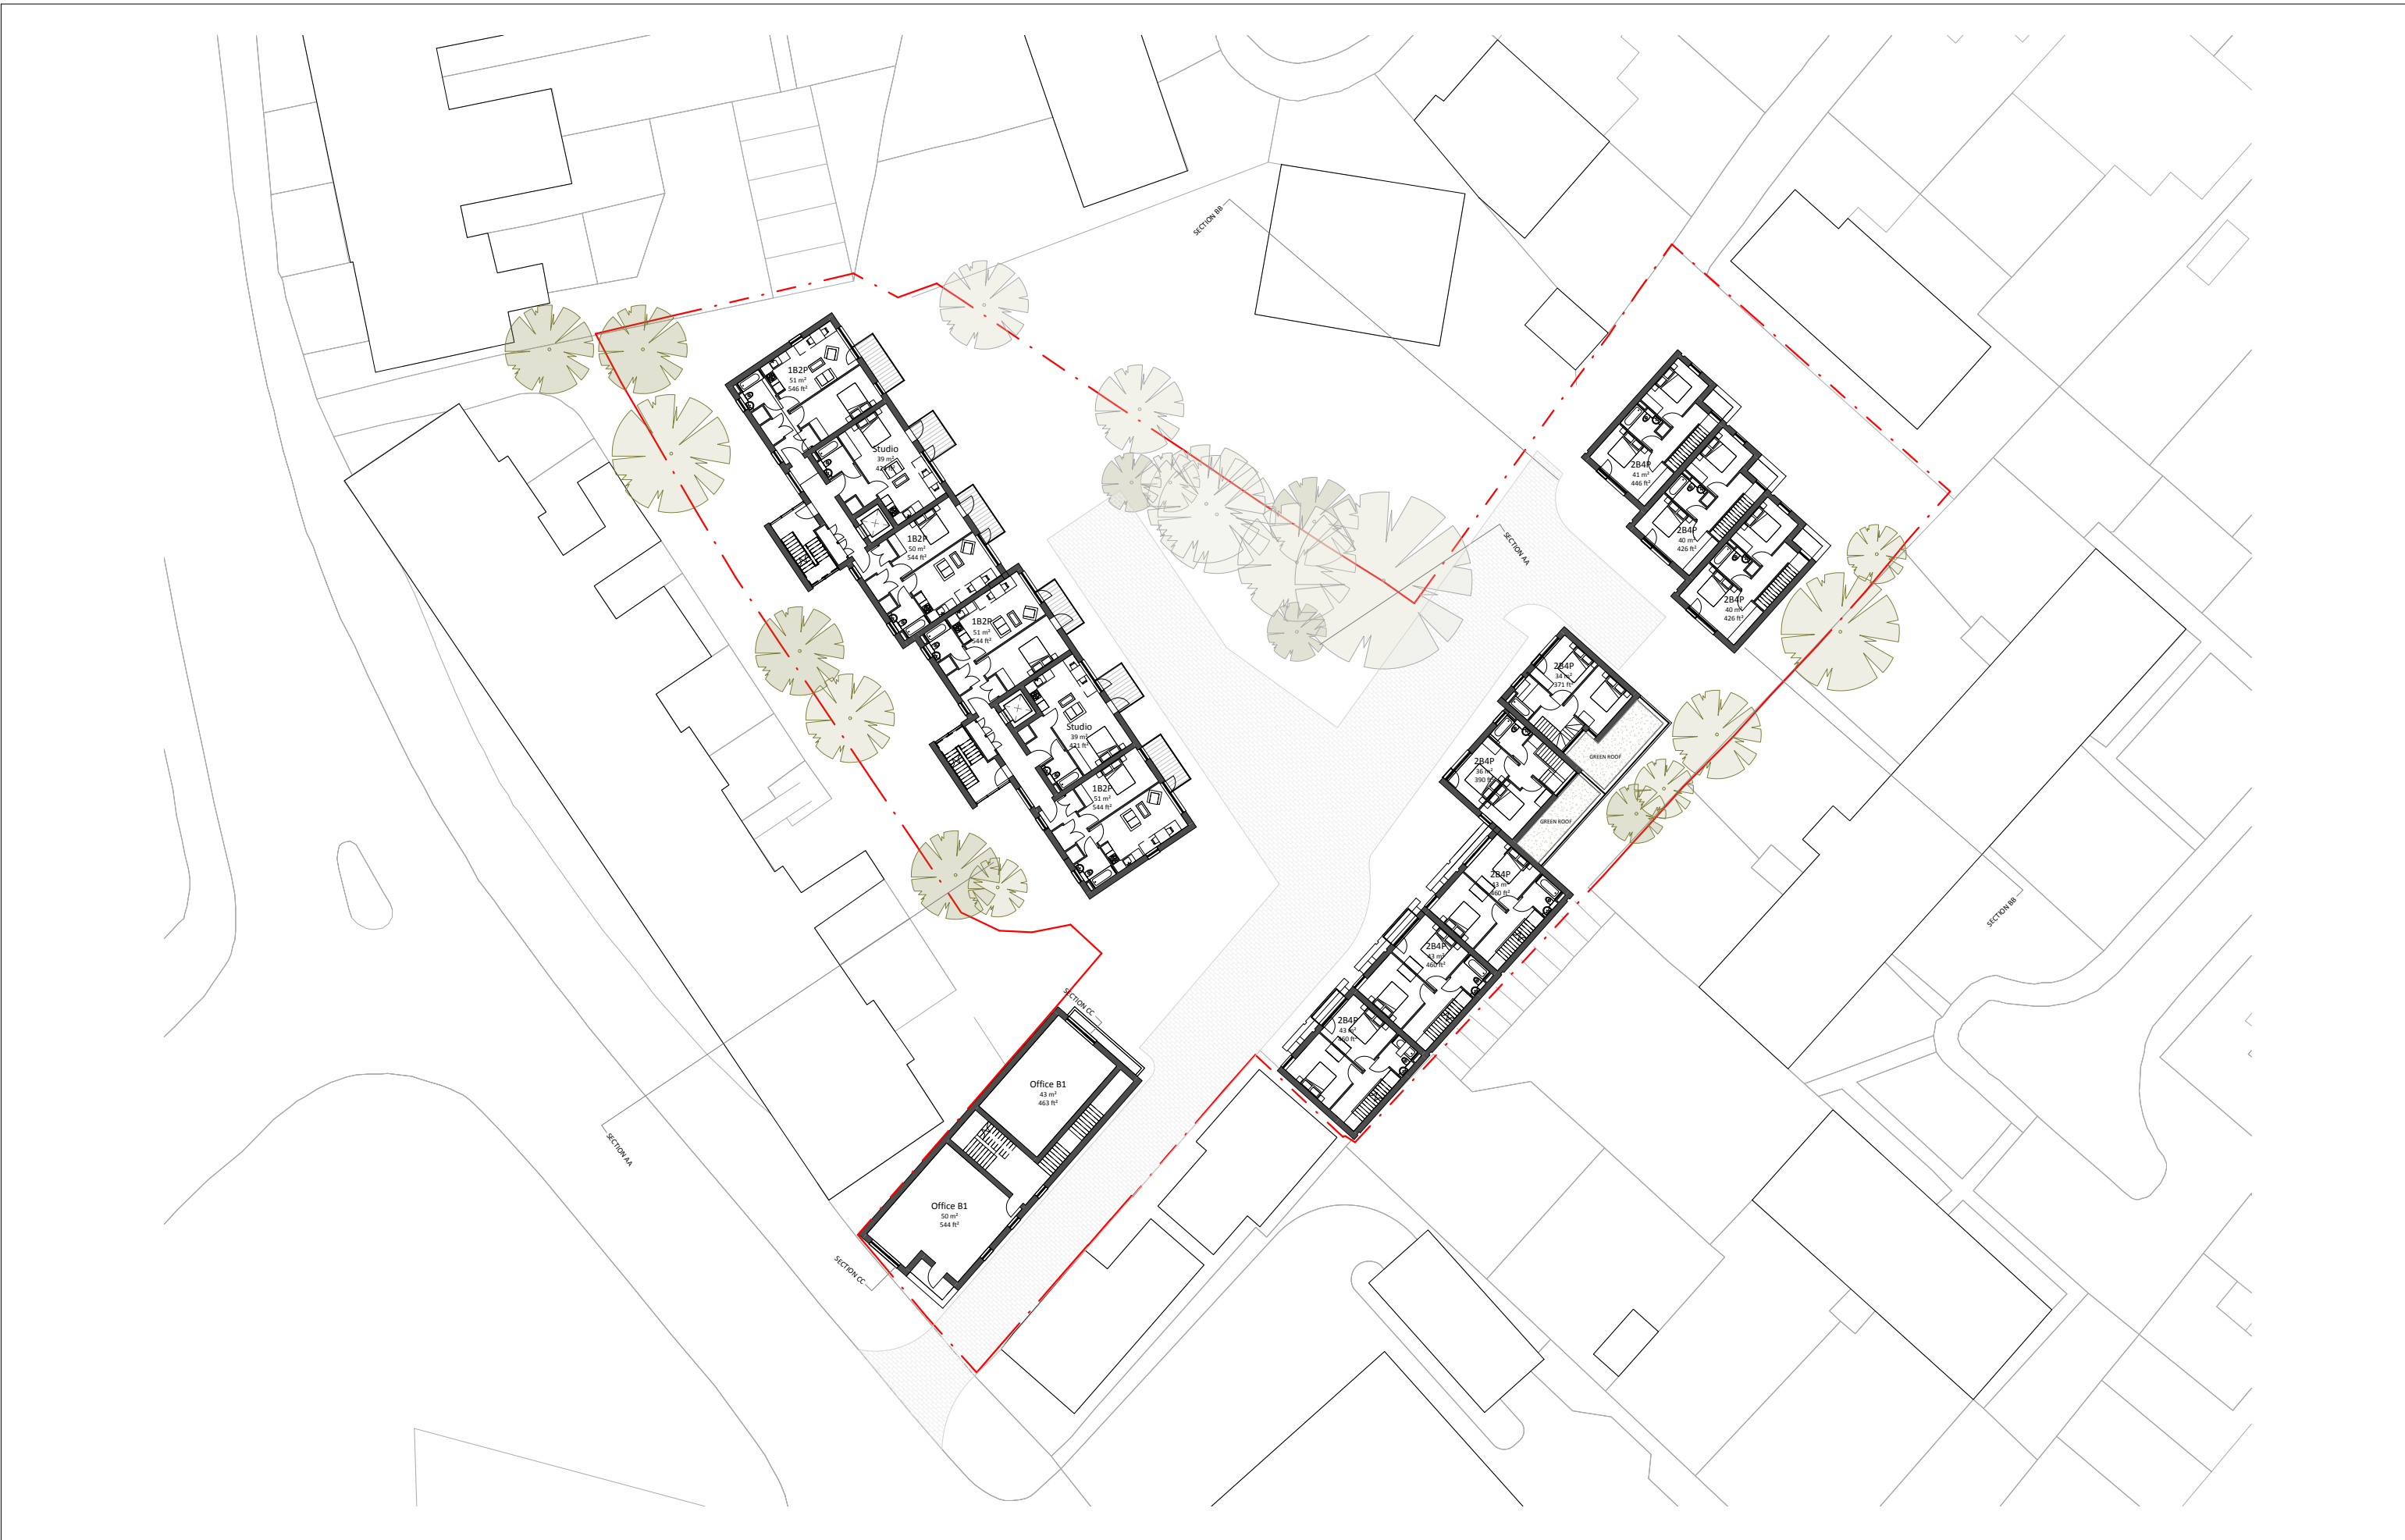 SECTION BB
1B2P
51 m²
546 ft²
Studio
39 m²
1B2P
50 m²
544 ft²
1B2P
51 m²
544 ft²
Studio
39 m²
421 ft²
1B2P
51 m²
544 ft²
2B4P
41 m²
446 ft²
2B4P
40 m²
426 ft²
2B4P
40 m²
426 ft²
SECTION AA
2B4P
34 m²
371 ft²
GREEN ROOF
2B4P
36 m²
390 ft²
GREEN ROOF
2B4P
43 m²
460 ft²
2B4P
43 m²
460 ft²
2B4P
43 m²
460 ft²
SECTION BB
SECTION CC
Office B1
43 m²
463 ft²
SECTION AA
Office B1
50 m²
544 ft²
SECTION CC